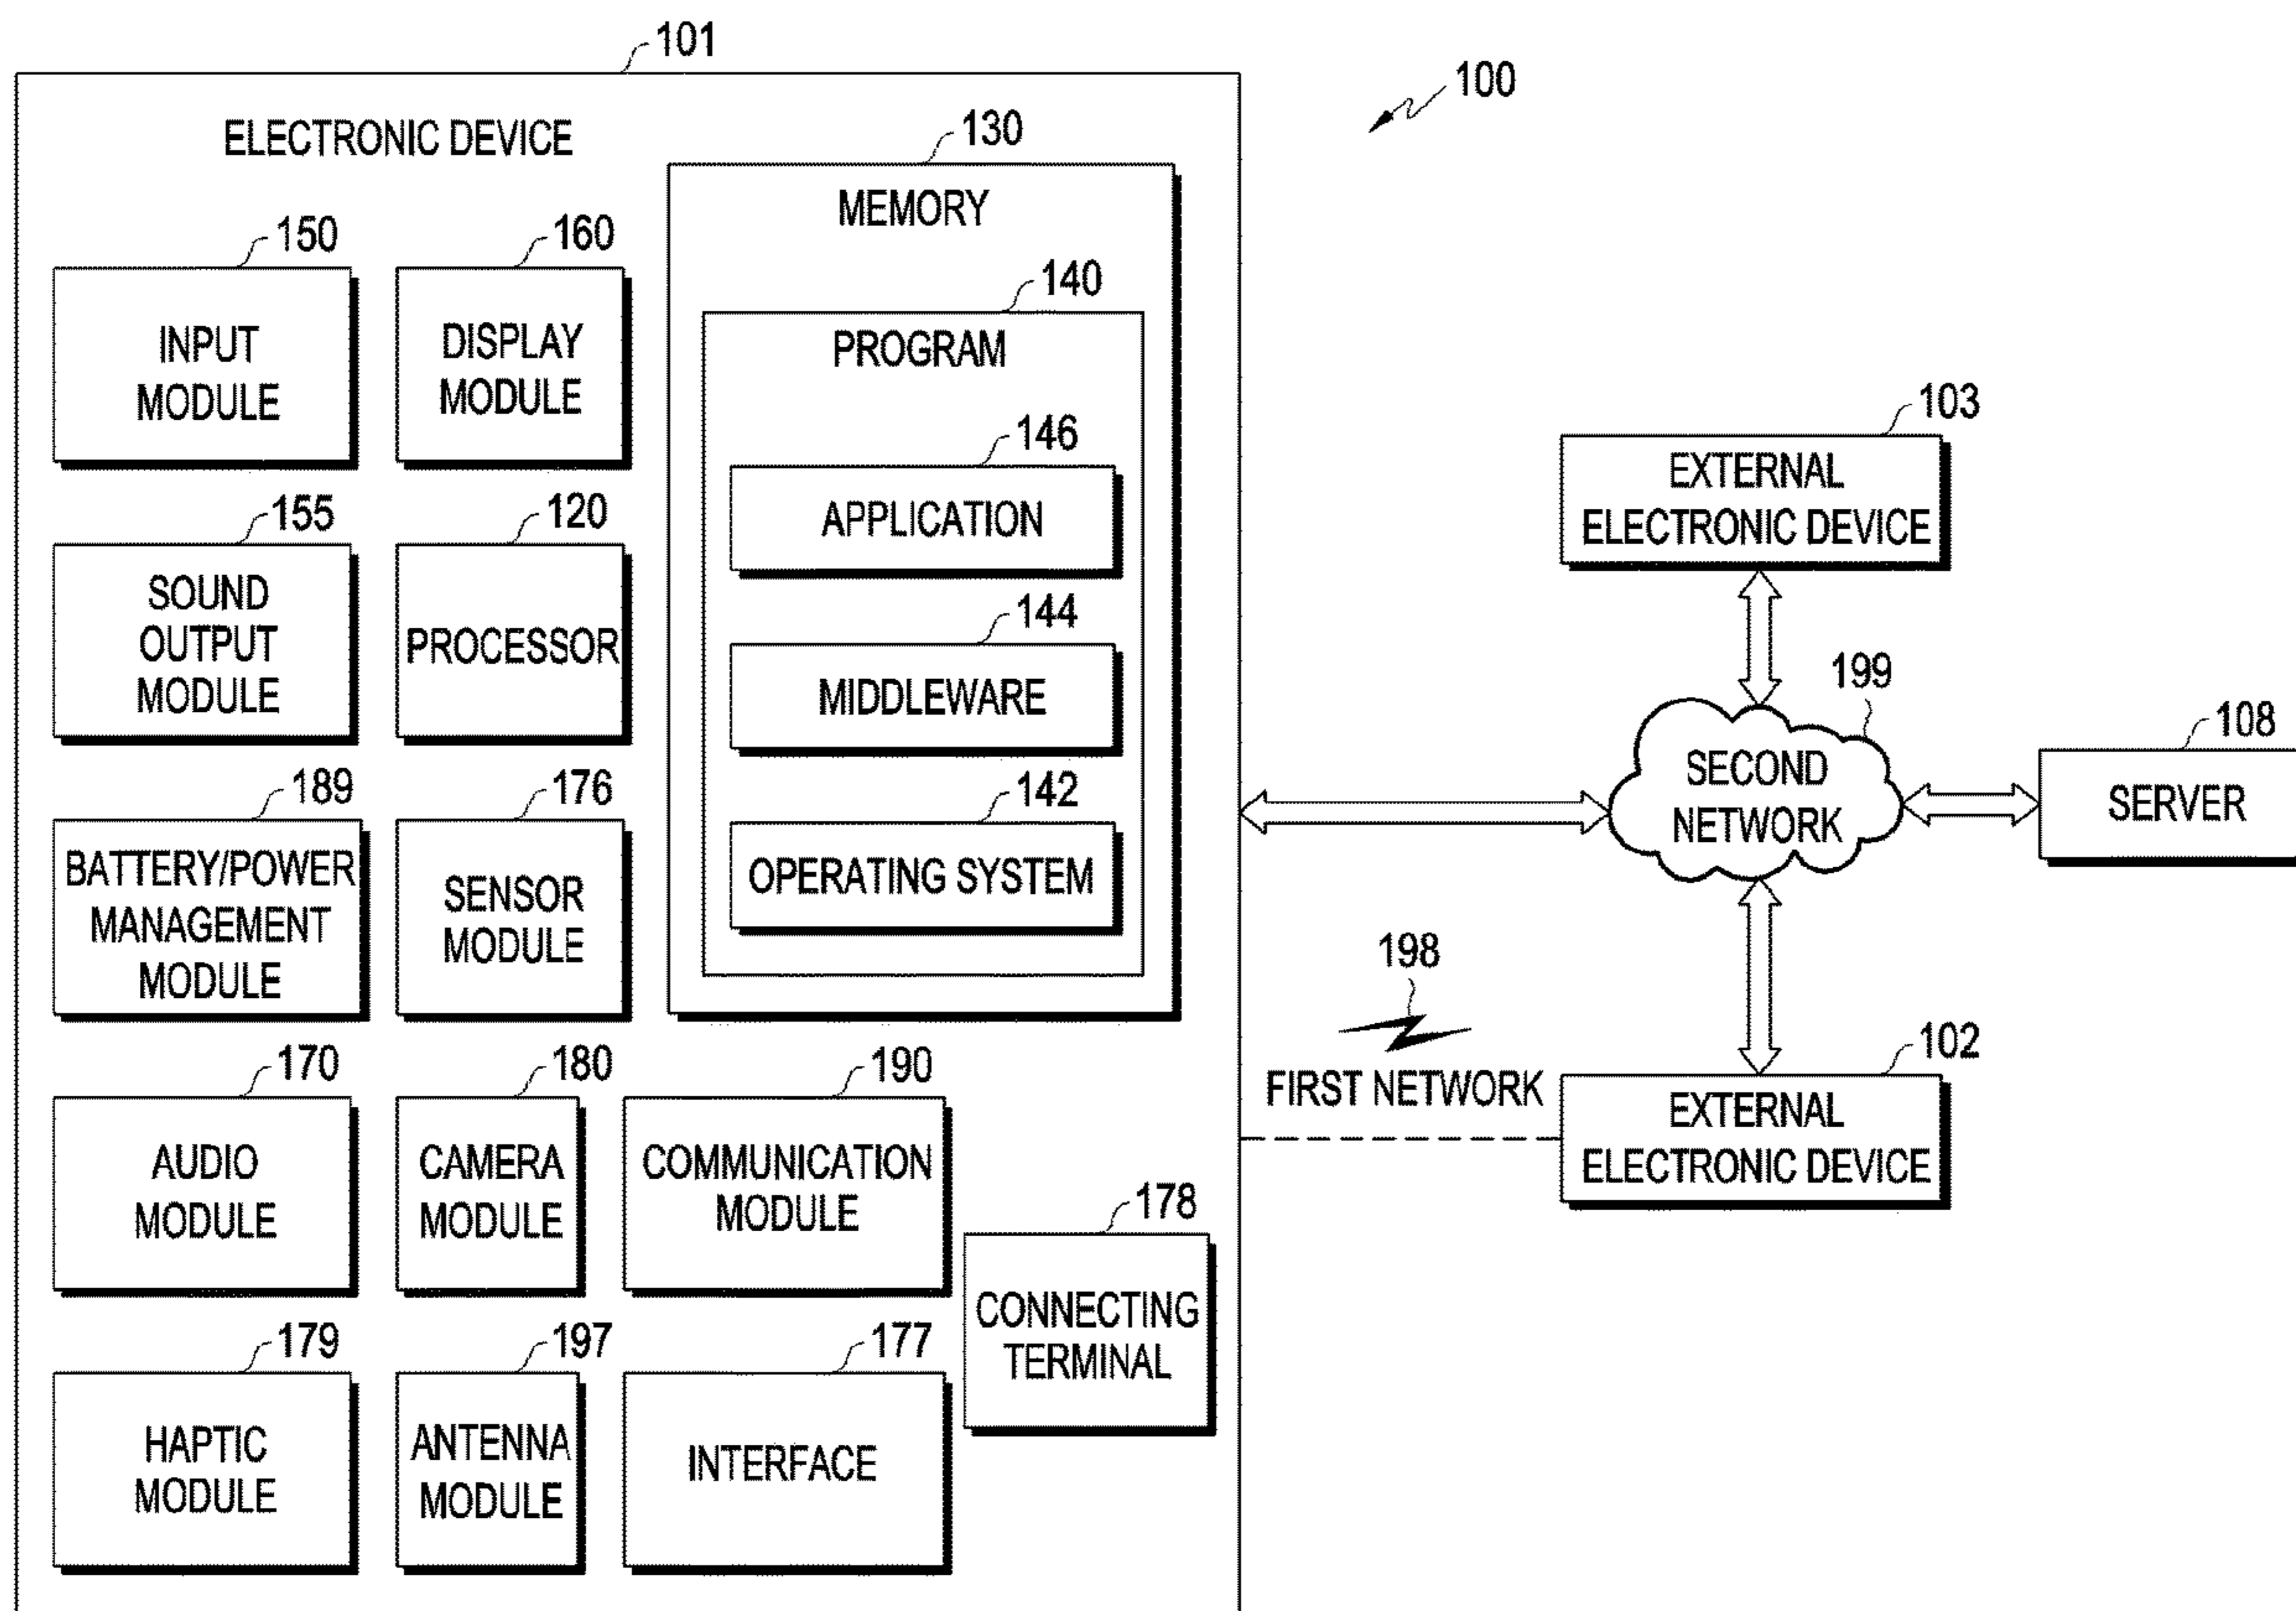 101
100
ELECTRONIC DEVICE
130
MEMORY
150
160
INPUT
MODULE
DISPLAY
MODULE
140
PROGRAM
146
APPLICATION
155
120
SOUND
OUTPUT
MODULE
PROCESSOR
144
MIDDLEWARE
189
176
BATTERY/POWER
MANAGEMENT
MODULE
SENSOR
MODULE
142
OPERATING SYSTEM
170
180
190
AUDIO
MODULE
CAMERA
MODULE
COMMUNICATION
MODULE
178
CONNECTING
TERMINAL
179
197
177
HAPTIC
MODULE
ANTENNA
MODULE
INTERFACE
103
EXTERNAL
ELECTRONIC DEVICE
199
SECOND
NETWORK
108
SERVER
198
FIRST NETWORK
102
EXTERNAL
ELECTRONIC DEVICE